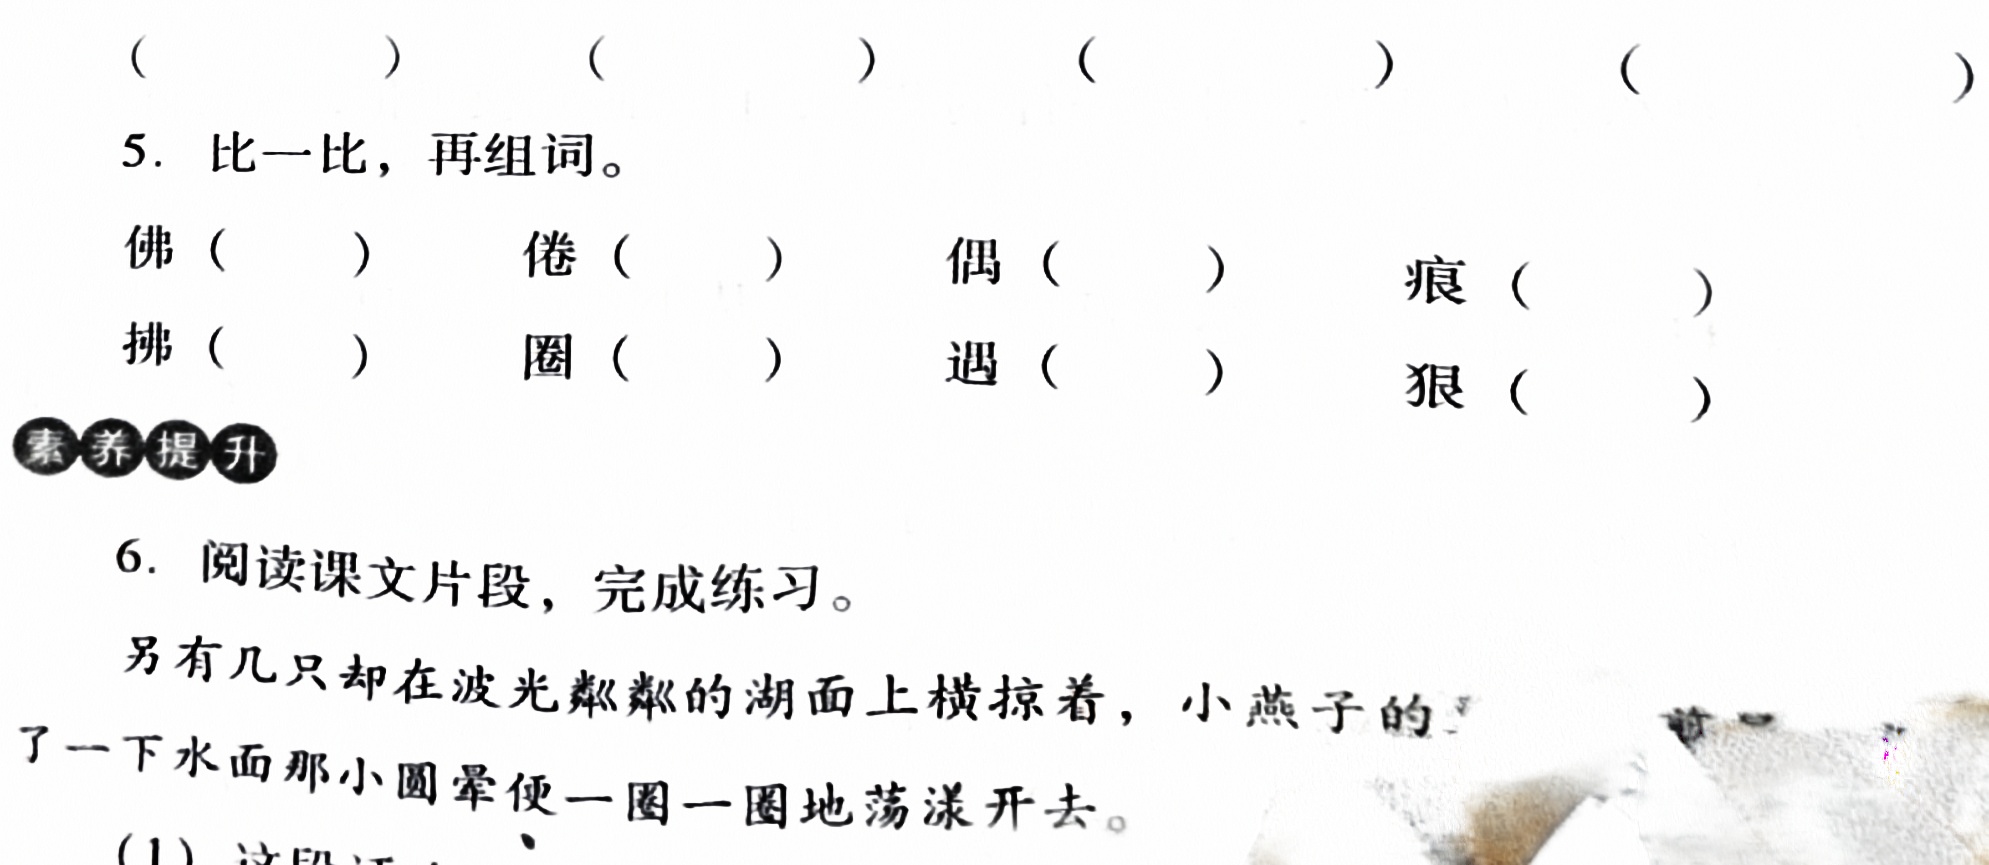 （ ） （ ） （ ） （ ）
5. 比一比，再组词。
佛（ ） 倦（ ） 偶（ ） 痕（ ）
拂（ ） 圈（ ） 遇（ ） 狠（ ）
素养提升
6. 阅读课文片段，完成练习。
另有几只却在波光粼粼的湖面上横掠着，小燕子的
了一下水面那小圆晕便一圈一圈地荡漾开去。
（1）这段话